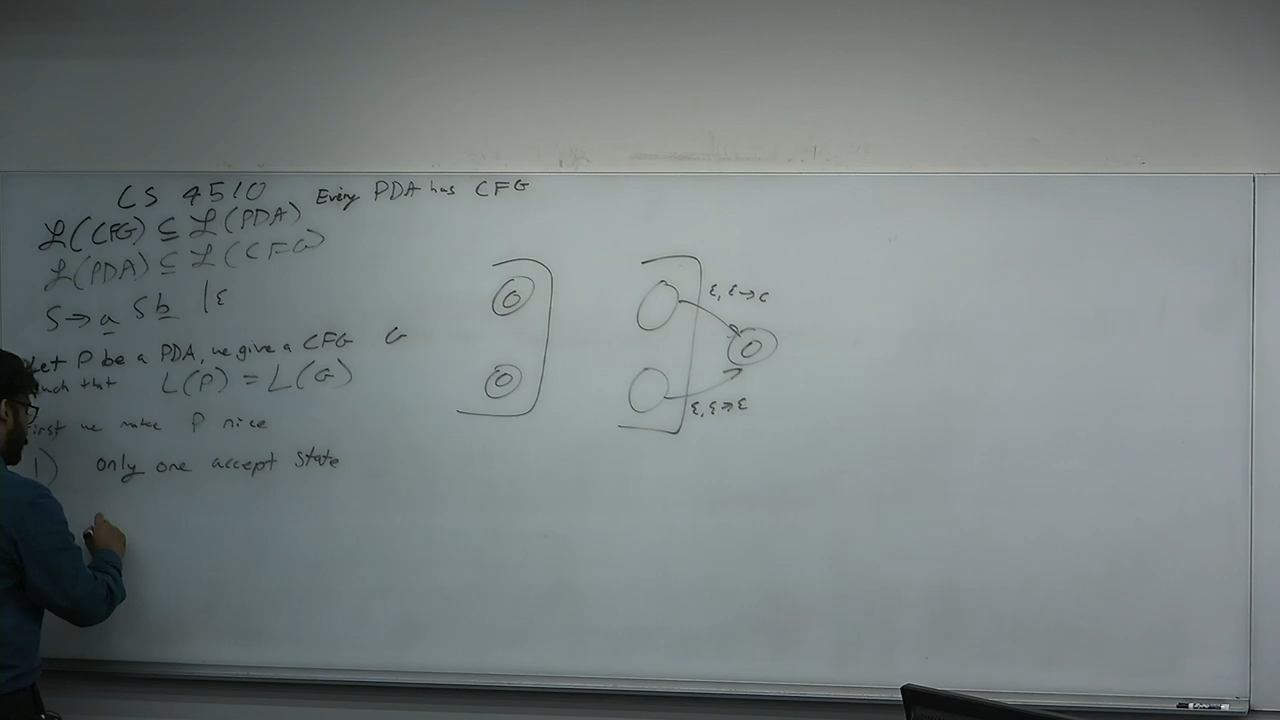 CS 4510 Every PDA has CFG
ℒ(CFG) ⊆ ℒ(PDA)
ℒ(PDA) ⊆ ℒ(CFG)
S → a S b | ε
Let P be a PDA, we give a CFG G
such that L(P) = L(G)
First we make P nice
1) only one accept state
ε, ε → ε
ε, ε → ε